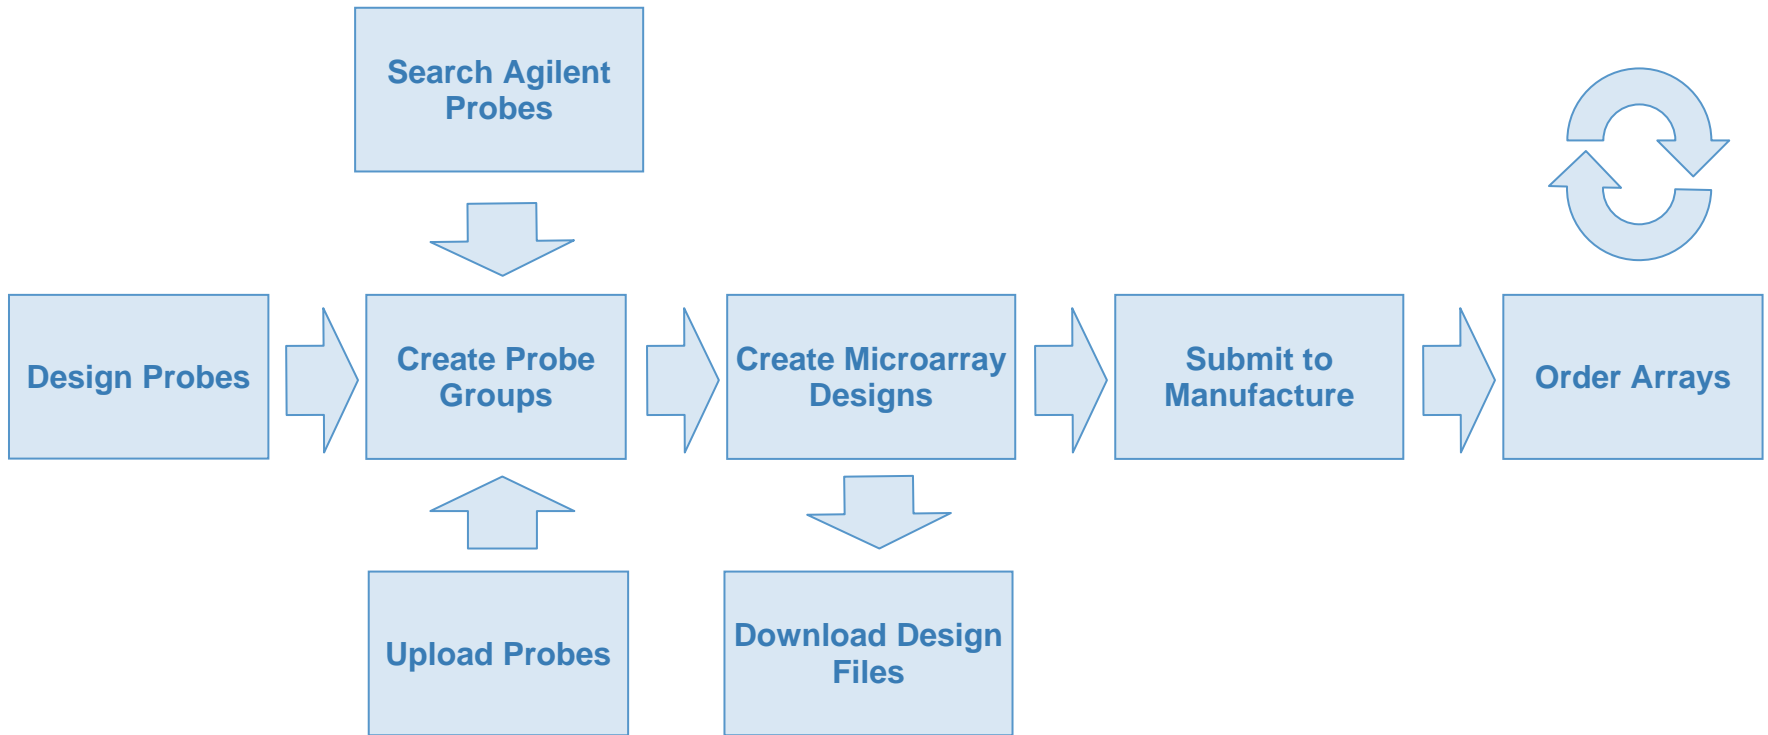 Search Agilent
Probes
Design Probes
Create Probe
Groups
Create Microarray
Designs
Submit to
Manufacture
Order Arrays
Upload Probes
Download Design
Files